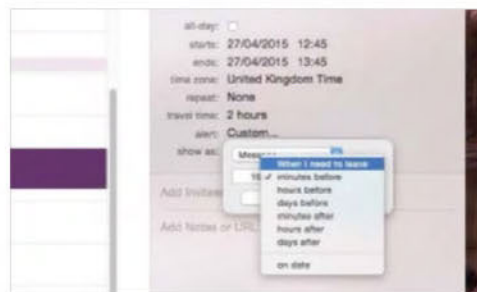 all-day:
starts: 27/04/2015 12:45
ends: 27/04/2015 13:45
time zone: United Kingdom Time
repeat: None
travel time: 2 hours
alert: Custom...
show as:
When I need to leave
✓ minutes before
hours before
days before
minutes after
hours after
days after
on date
Add Notes or URL